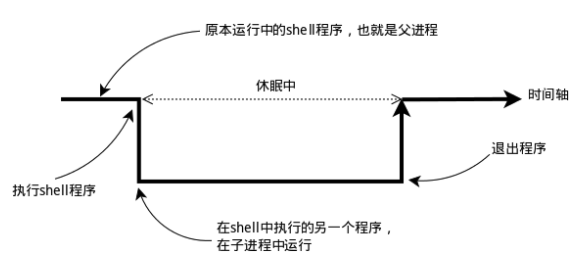 原本运行中的shell程序，也就是父进程
休眠中
时间轴
退出程序
执行shell程序
在shell中执行的另一个程序，
在子进程中运行